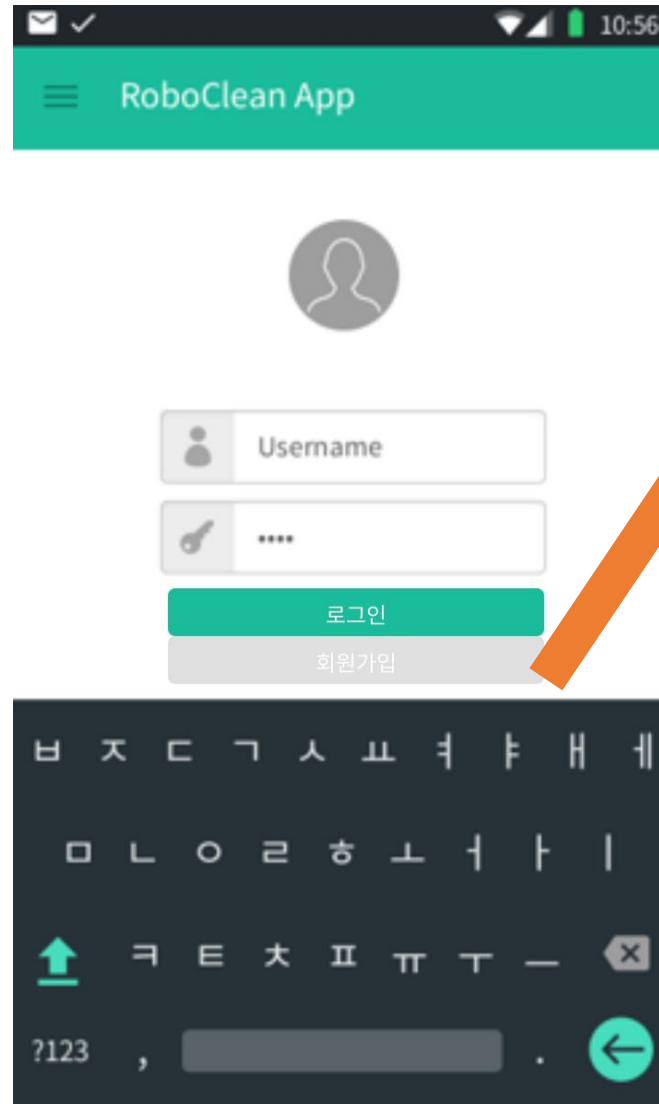 10:56
RoboClean App
Username
••••
로그인
회원가입
ㅂ ㅈ ㄷ ㄱ ㅅ ㅛ ㅕ ㅑ ㅐ ㅔ
ㅁ ㄴ ㅇ ㄹ ㅎ ㅗ ㅓ ㅏ ㅣ
ㅋ ㅌ ㅊ ㅍ ㅠ ㅜ ㅡ
?123 , .